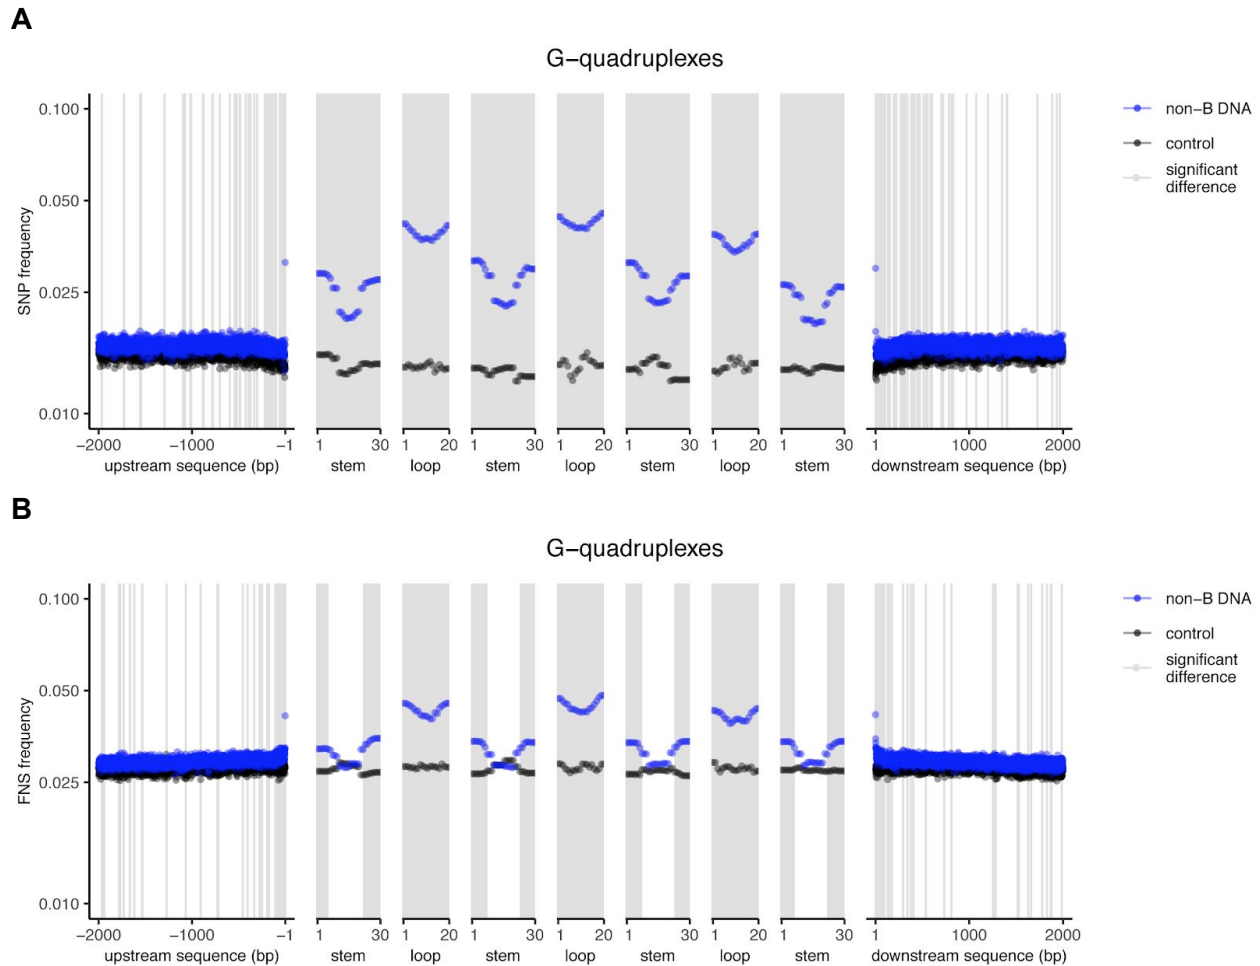 A
G−quadruplexes
SNP frequency
0.100
0.050
0.025
0.010
−2000 −1000 −1 1 30 1 20 1 30 1 20 1 30 1 20 1 30 1 1000 2000
upstream sequence (bp) stem loop stem loop stem loop stem downstream sequence (bp)
non−B DNA
control
significant
difference
B
G−quadruplexes
FNS frequency
0.100
0.050
0.025
0.010
−2000 −1000 −1 1 30 1 20 1 30 1 20 1 30 1 20 1 30 1 1000 2000
upstream sequence (bp) stem loop stem loop stem loop stem downstream sequence (bp)
non−B DNA
control
significant
difference